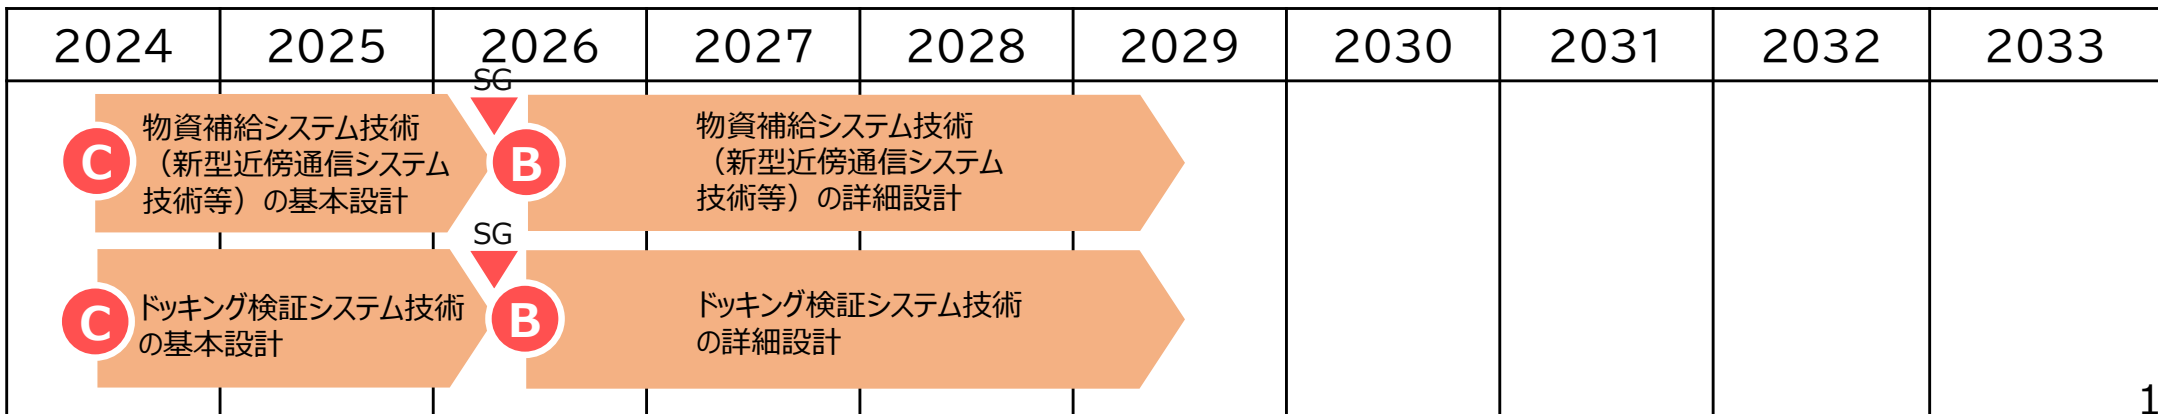 2024 2025 2026 2027 2028 2029 2030 2031 2032 2033
SG
C
物資補給システム技術
（新型近傍通信システム
技術等）の基本設計
B
物資補給システム技術
（新型近傍通信システム
技術等）の詳細設計
SG
C
ドッキング検証システム技術
の基本設計
B
ドッキング検証システム技術
の詳細設計
1